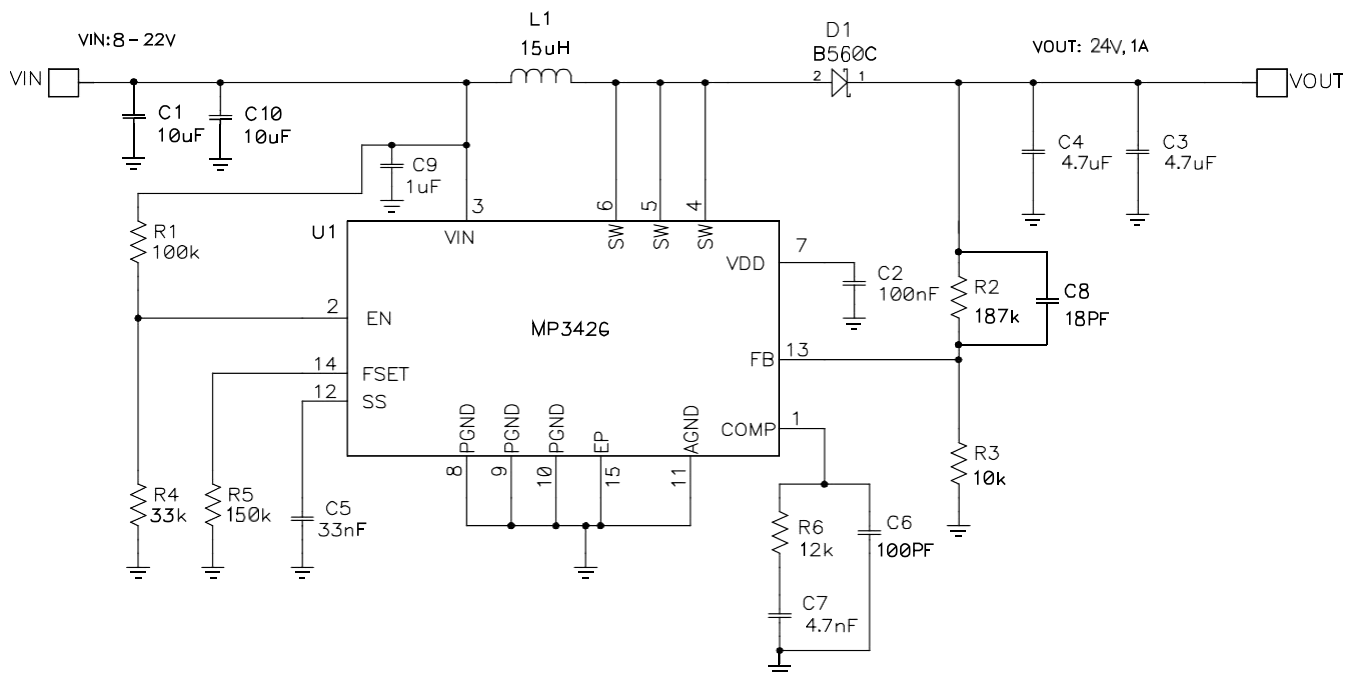 L1
15uH
D1
B560C
VIN:8-22V
VOUT: 24V,1A
VIN
2
1
VOUT
C1
10uF
C10
10uF
C4
4.7uF
C3
4.7uF
C9
1uF
3
6
5
4
U1
VIN
SW
SW
SW
R1
100k
7
VDD
C2
100nF
R2
187k
C8
18PF
2
EN
MP3426
14
FSET
12
SS
FB
13
PGND
PGND
PGND
EP
AGND
COMP
1
8
9
10
15
11
R3
10k
R4
33k
R5
150k
C5
33nF
R6
12k
C6
100PF
C7
4.7nF